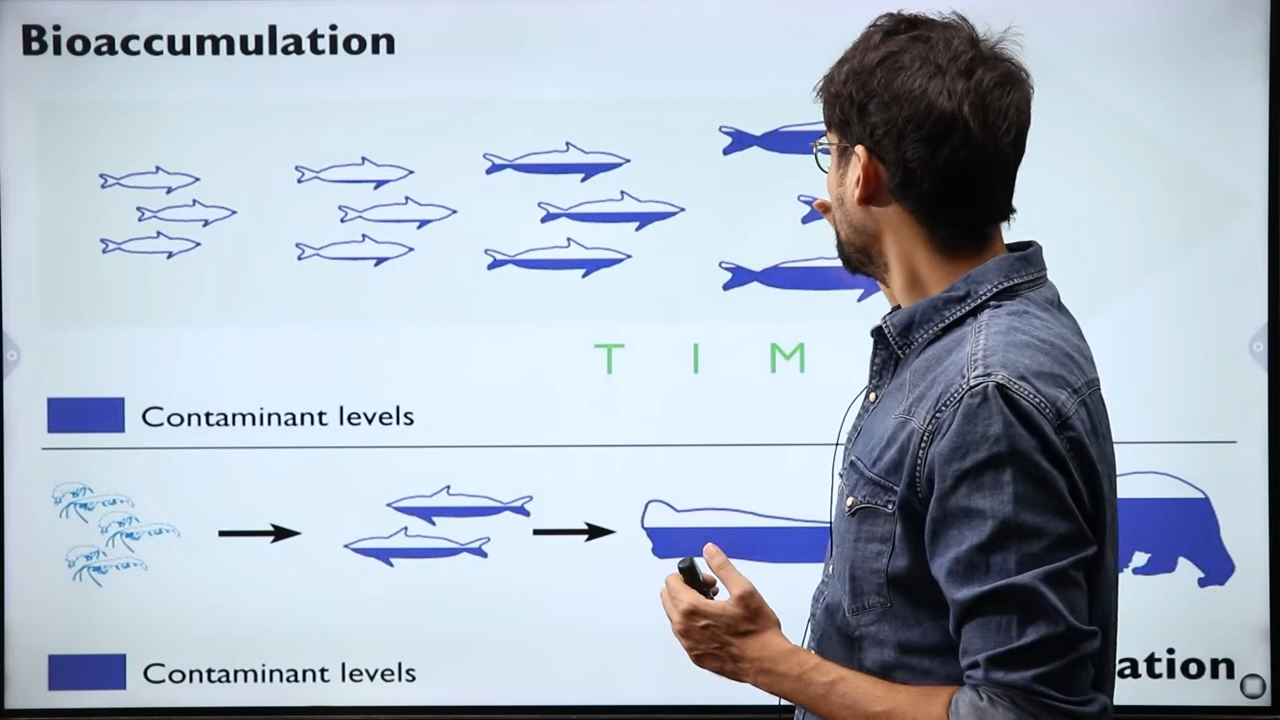 Bioaccumulation
T I M
Contaminant levels
Contaminant levels
ation